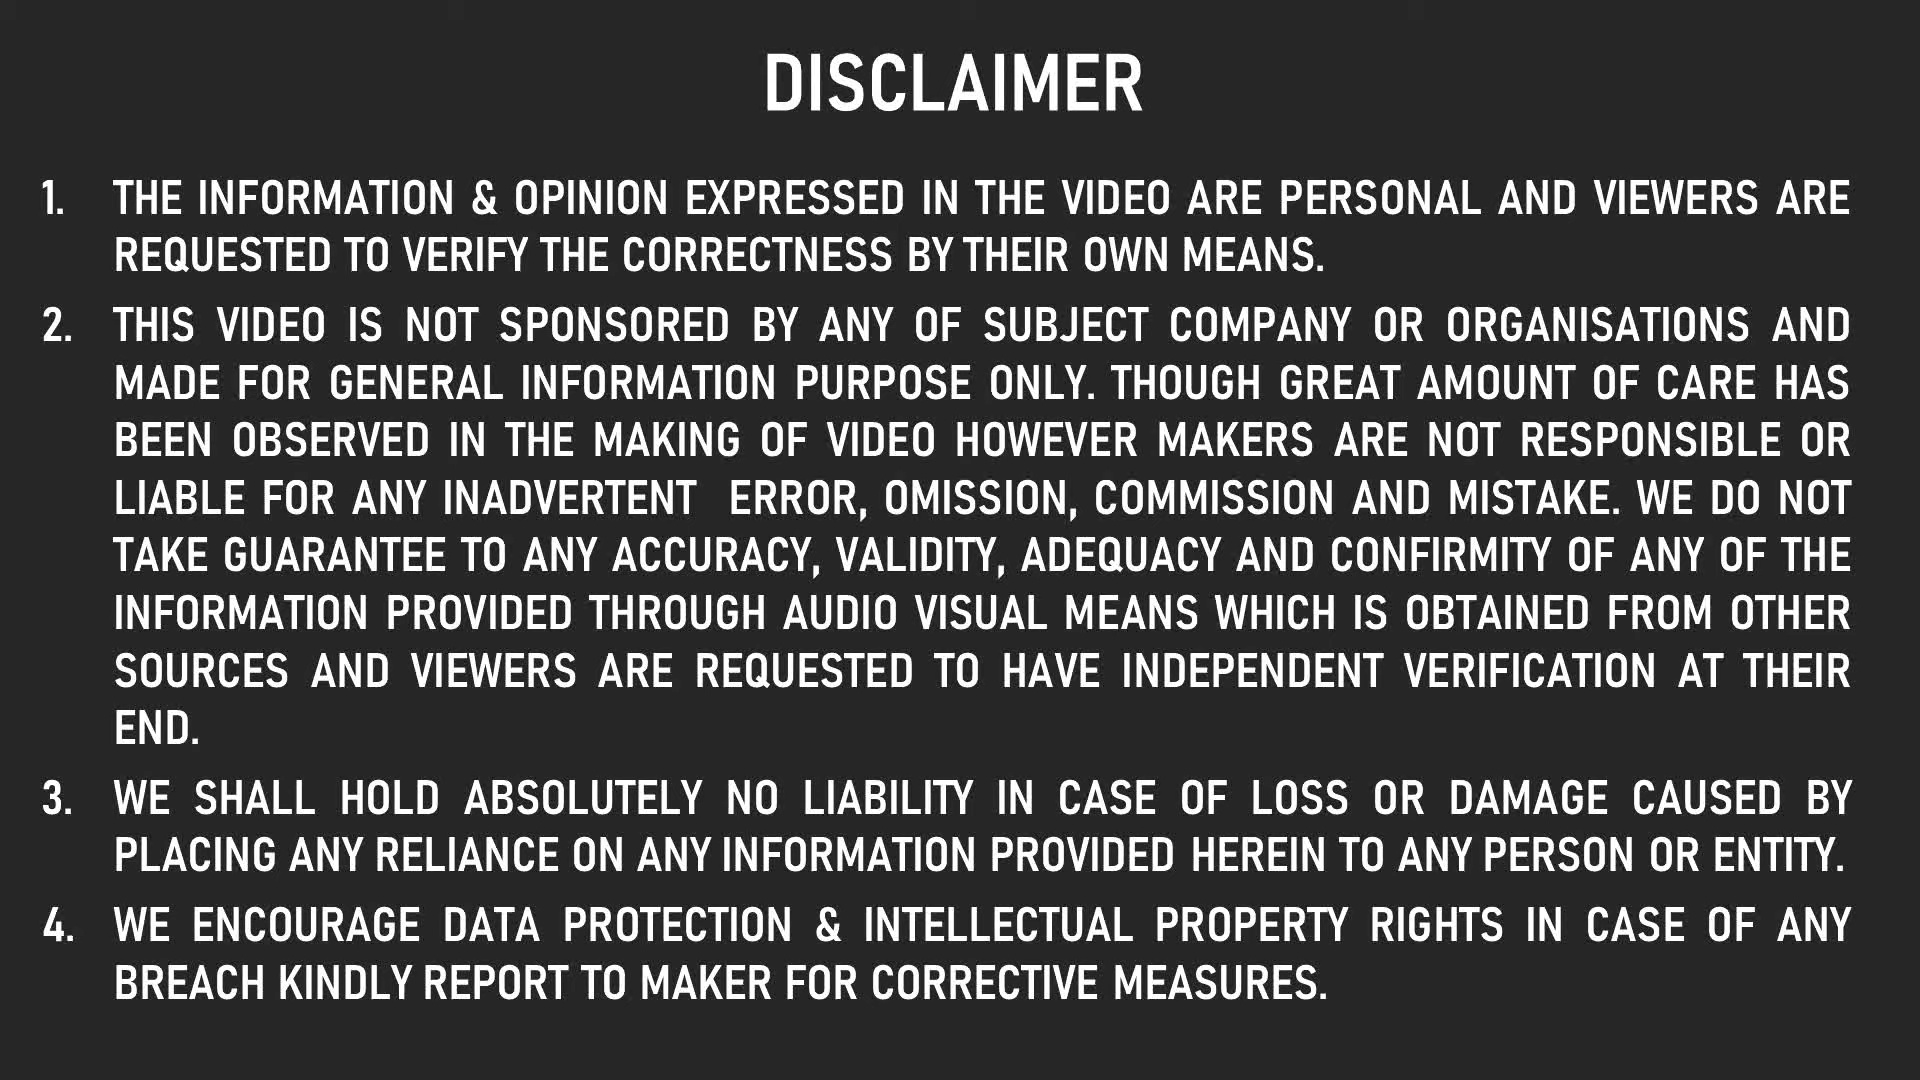 DISCLAIMER
1. THE INFORMATION & OPINION EXPRESSED IN THE VIDEO ARE PERSONAL AND VIEWERS ARE
REQUESTED TO VERIFY THE CORRECTNESS BY THEIR OWN MEANS.
2. THIS VIDEO IS NOT SPONSORED BY ANY OF SUBJECT COMPANY OR ORGANISATIONS AND
MADE FOR GENERAL INFORMATION PURPOSE ONLY. THOUGH GREAT AMOUNT OF CARE HAS
BEEN OBSERVED IN THE MAKING OF VIDEO HOWEVER MAKERS ARE NOT RESPONSIBLE OR
LIABLE FOR ANY INADVERTENT  ERROR, OMISSION, COMMISSION AND MISTAKE. WE DO NOT
TAKE GUARANTEE TO ANY ACCURACY, VALIDITY, ADEQUACY AND CONFIRMITY OF ANY OF THE
INFORMATION PROVIDED THROUGH AUDIO VISUAL MEANS WHICH IS OBTAINED FROM OTHER
SOURCES AND VIEWERS ARE REQUESTED TO HAVE INDEPENDENT VERIFICATION AT THEIR
END.
3. WE SHALL HOLD ABSOLUTELY NO LIABILITY IN CASE OF LOSS OR DAMAGE CAUSED BY
PLACING ANY RELIANCE ON ANY INFORMATION PROVIDED HEREIN TO ANY PERSON OR ENTITY.
4. WE ENCOURAGE DATA PROTECTION & INTELLECTUAL PROPERTY RIGHTS IN CASE OF ANY
BREACH KINDLY REPORT TO MAKER FOR CORRECTIVE MEASURES.